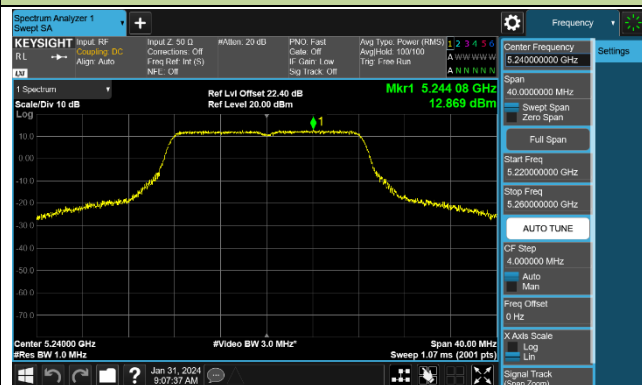 Spectrum Analyzer 1
Swept SA
Frequency
KEYSIGHT
RL
LXI
Input: RF
Coupling: DC
Align: Auto
Input Z: 50 Ω
Corrections: Off
Freq Ref: Int (S)
NFE: Off
#Atten: 20 dB
PNO: Fast
Gate: Off
IF Gain: Low
Sig Track: Off
Avg Type: Power (RMS)
Avg|Hold: 100/100
Trig: Free Run
1 2 3 4 5 6
A W W W W W
A N N N N N
1 Spectrum
Scale/Div 10 dB
Log
Ref Lvl Offset 22.40 dB
Ref Level 20.00 dBm
Mkr1 5.244 08 GHz
12.869 dBm
1
10.0
0.00
-10.0
-20.0
-30.0
-40.0
-50.0
-60.0
-70.0
Center 5.24000 GHz
#Res BW 1.0 MHz
#Video BW 3.0 MHz*
Span 40.00 MHz
Sweep 1.07 ms (2001 pts)
Jan 31, 2024
9:07:37 AM
Center Frequency
5.240000000 GHz
Settings
Span
40.0000000 MHz
Swept Span
Zero Span
Full Span
Start Freq
5.220000000 GHz
Stop Freq
5.260000000 GHz
AUTO TUNE
CF Step
4.000000 MHz
Auto
Man
Freq Offset
0 Hz
X Axis Scale
Log
Lin
Signal Track
(Span Zoom)